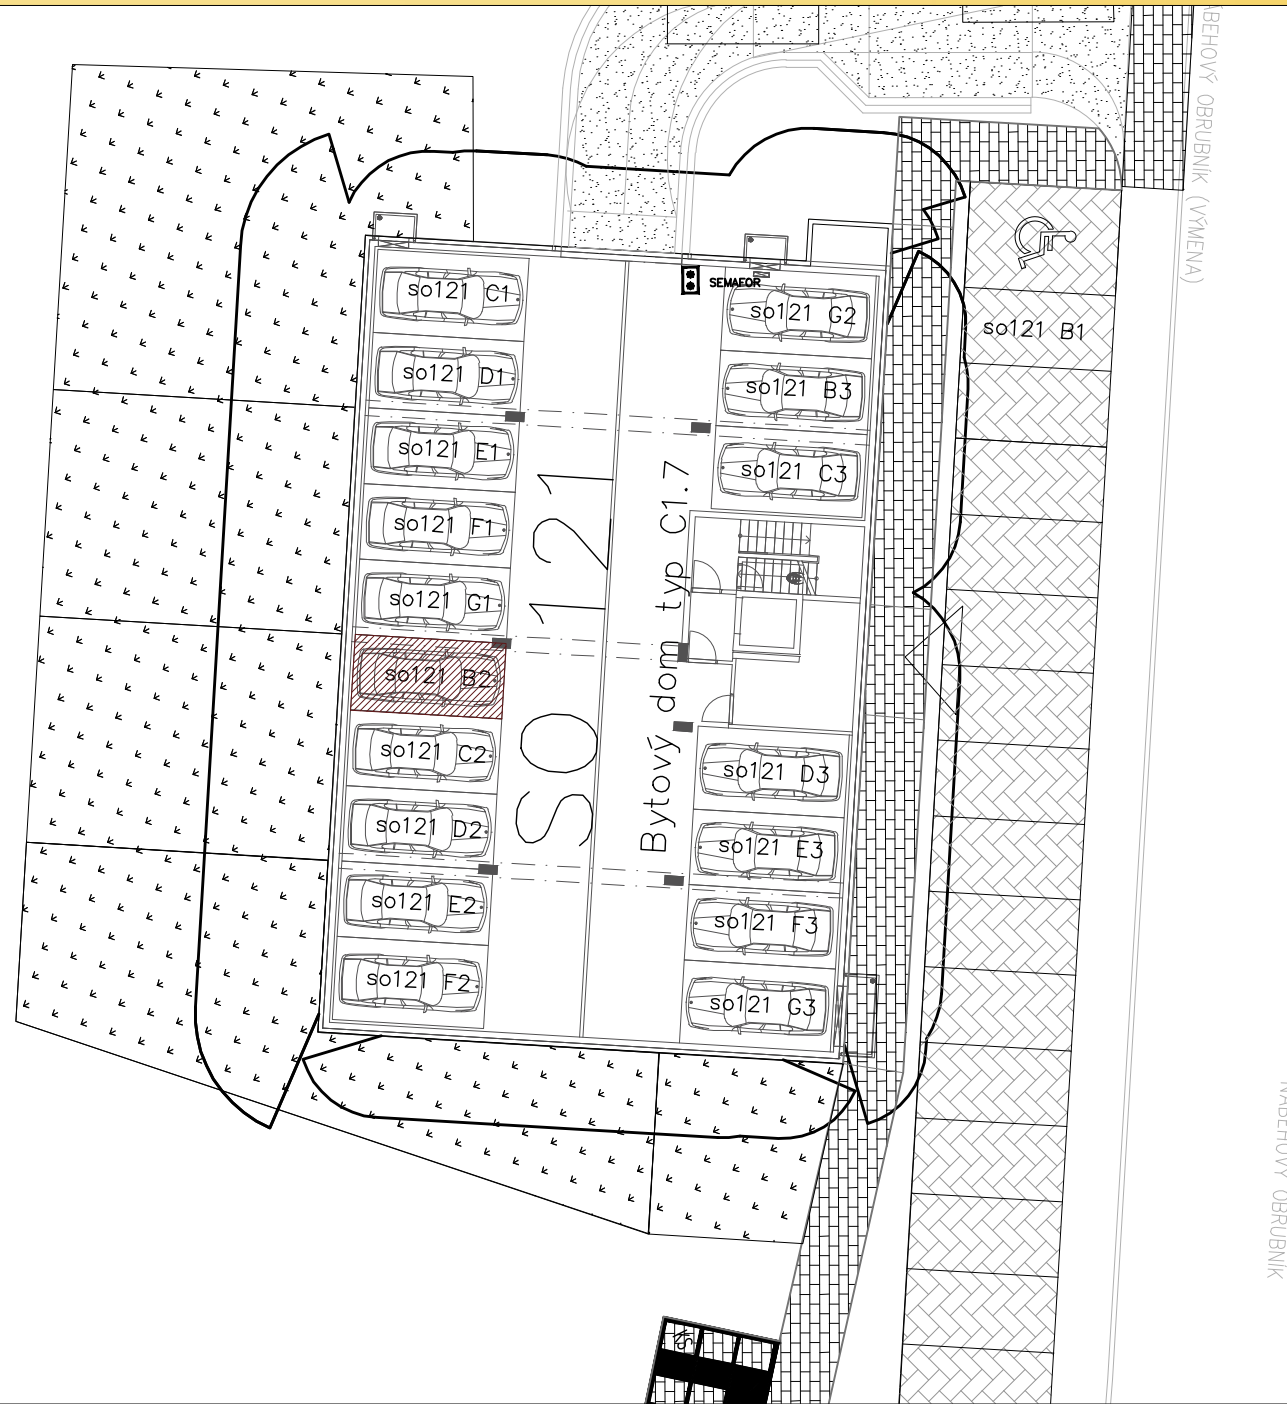 NÁBEHOVÝ OBRUBNÍK (VÝMENA)
SEMAFOR
so121 C1
so121 G2
so121 B1
so121 D1
so121 B3
so121 E1
so121 C3
so121 F1
so121 G1
so121 B2
so121 C2
so121 D3
so121 D2
so121 E3
so121 E2
so121 F3
so121 F2
so121 G3
SO 121
Bytový dom typ C1.7
NÁBEHOVÝ OBRUBNÍK